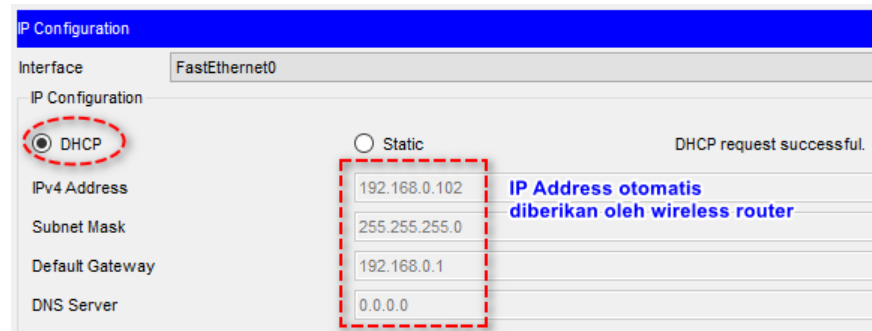 IP Configuration
Interface FastEthernet0
IP Configuration
DHCP Static DHCP request successful.
IPv4 Address 192.168.0.102 IP Address otomatis
diberikan oleh wireless router
Subnet Mask 255.255.255.0
Default Gateway 192.168.0.1
DNS Server 0.0.0.0